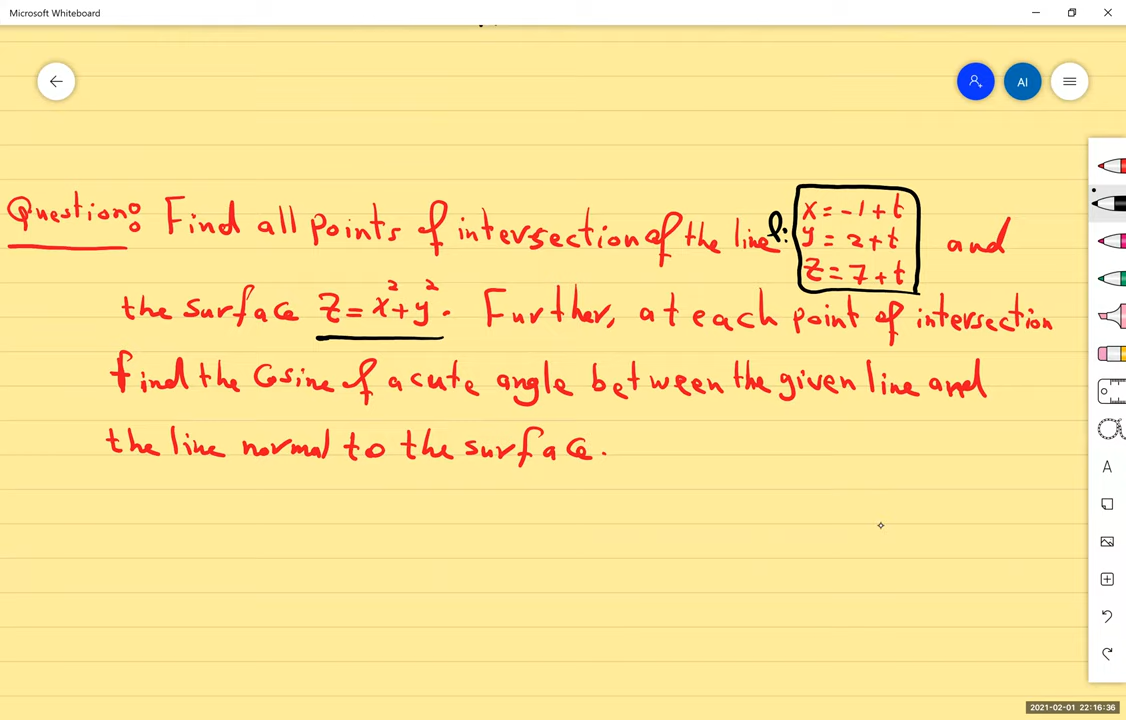 Microsoft Whiteboard
AI
Question: Find all points of intersection of the line l: x = -1 + t and
y = 2 + t
z = 7 + t
the surface z = x² + y². Further, at each point of intersection
find the Cosine of acute angle between the given line and
the line normal to the surface.
A
2021-02-01 22:16:36